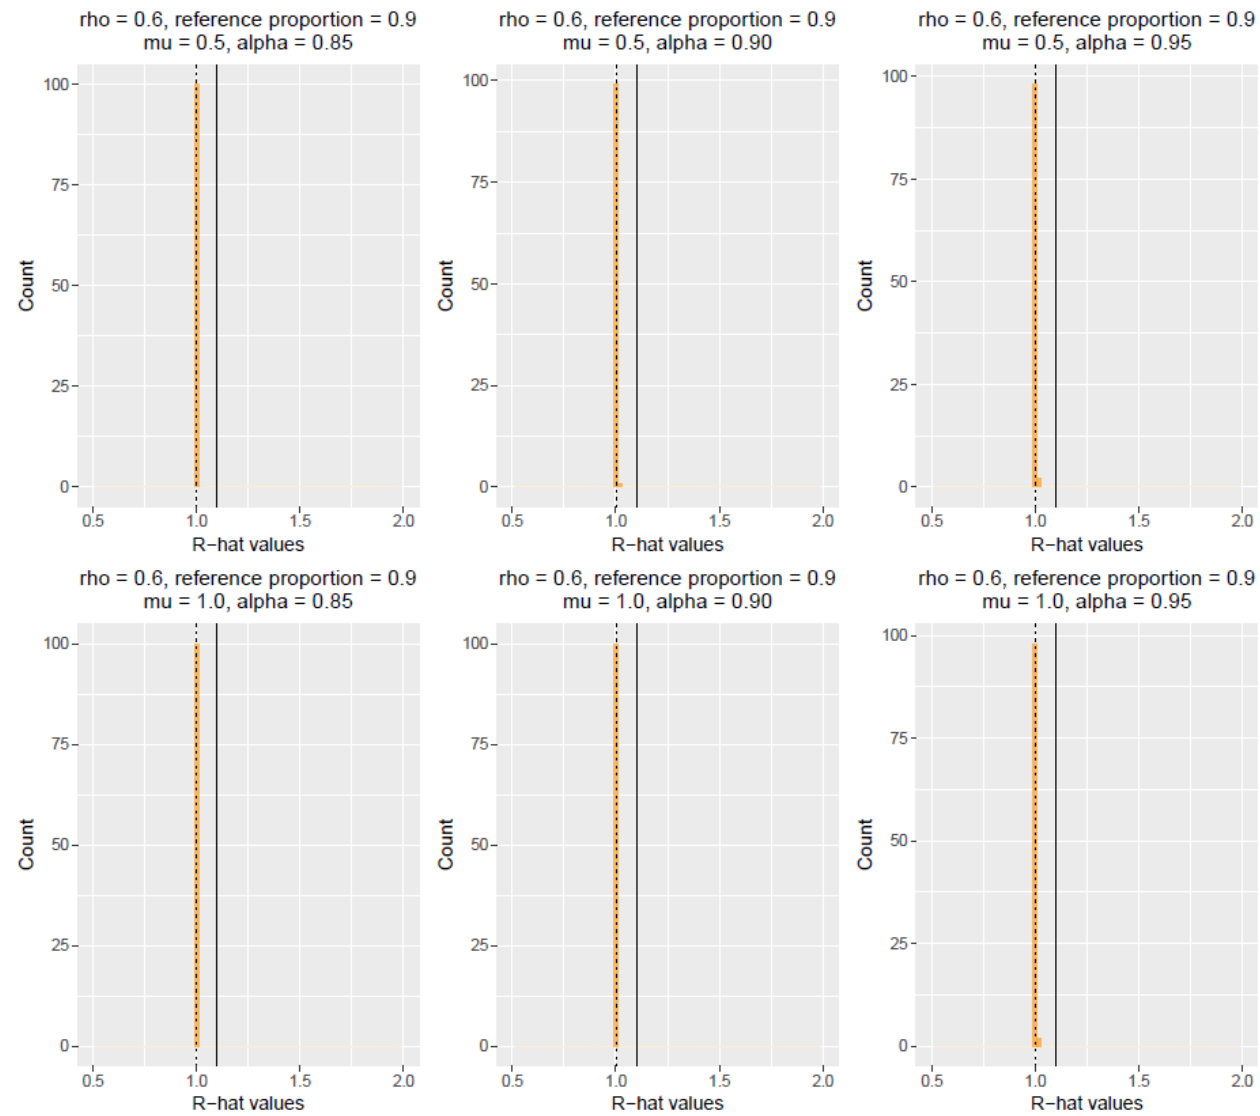 rho = 0.6, reference proportion = 0.9
mu = 0.5, alpha = 0.85
100
75
50
25
0
Count
0.5 1.0 1.5 2.0
R−hat values
rho = 0.6, reference proportion = 0.9
mu = 0.5, alpha = 0.90
100
75
50
25
0
Count
0.5 1.0 1.5 2.0
R−hat values
rho = 0.6, reference proportion = 0.9
mu = 0.5, alpha = 0.95
100
75
50
25
0
Count
0.5 1.0 1.5 2.0
R−hat values
rho = 0.6, reference proportion = 0.9
mu = 1.0, alpha = 0.85
100
75
50
25
0
Count
0.5 1.0 1.5 2.0
R−hat values
rho = 0.6, reference proportion = 0.9
mu = 1.0, alpha = 0.90
100
75
50
25
0
Count
0.5 1.0 1.5 2.0
R−hat values
rho = 0.6, reference proportion = 0.9
mu = 1.0, alpha = 0.95
100
75
50
25
0
Count
0.5 1.0 1.5 2.0
R−hat values